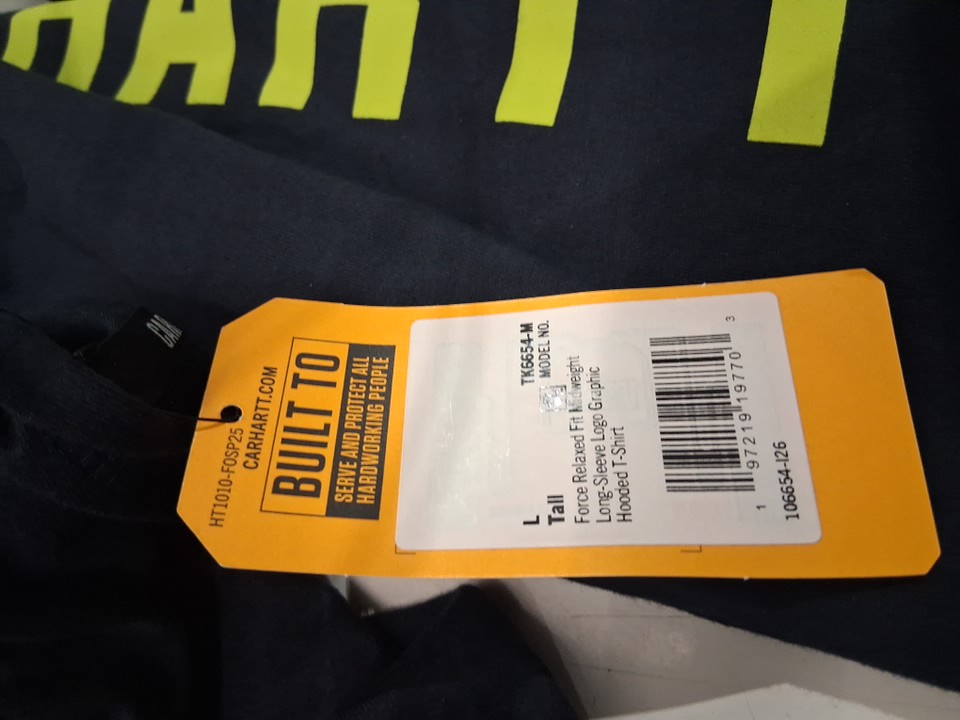 HARTT
CAR
HT1010-FOSP25
CARHARTT.COM
BUILT TO
SERVE AND PROTECT ALL
HARDWORKING PEOPLE
L
Tall
TK6654-M
MODEL NO.
Force Relaxed Fit Midweight
Long-Sleeve Logo Graphic
Hooded T-Shirt
1 97219 19770 3
106654-I26